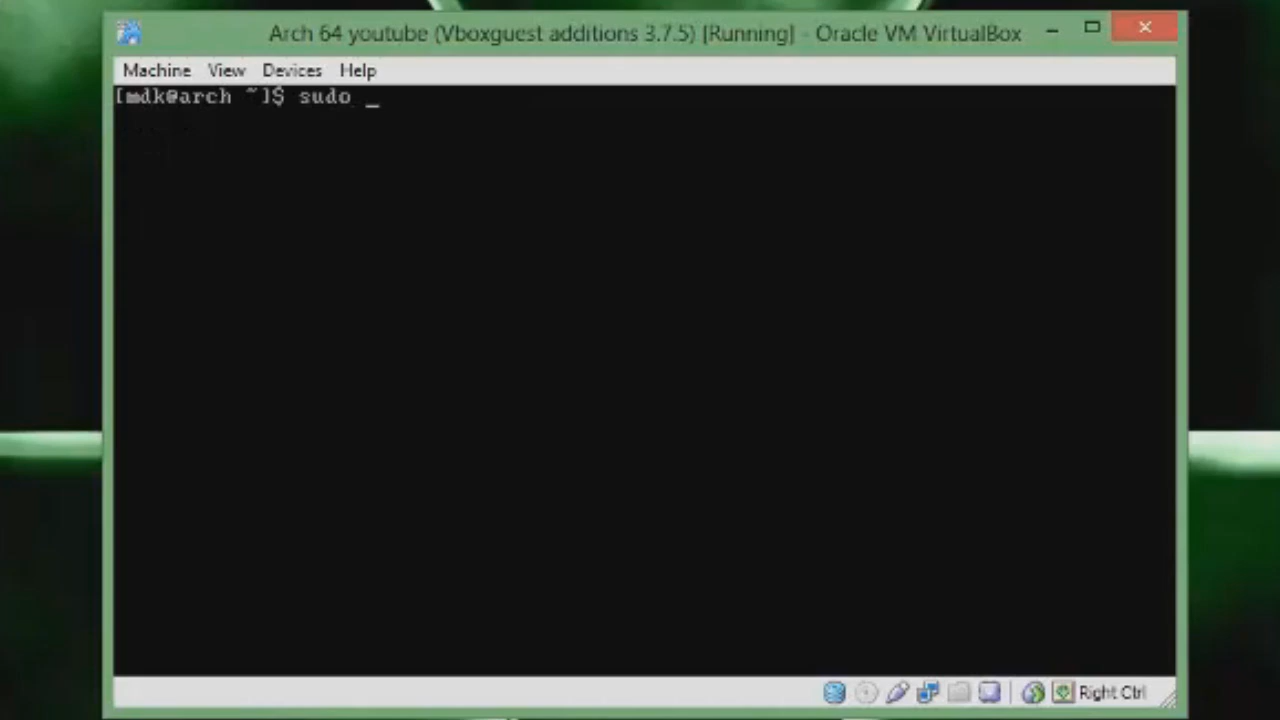 Arch 64 youtube (Vboxguest additions 3.7.5) [Running] - Oracle VM VirtualBox
Machine View Devices Help
[mdk@arch ~]$ sudo _
Right Ctrl